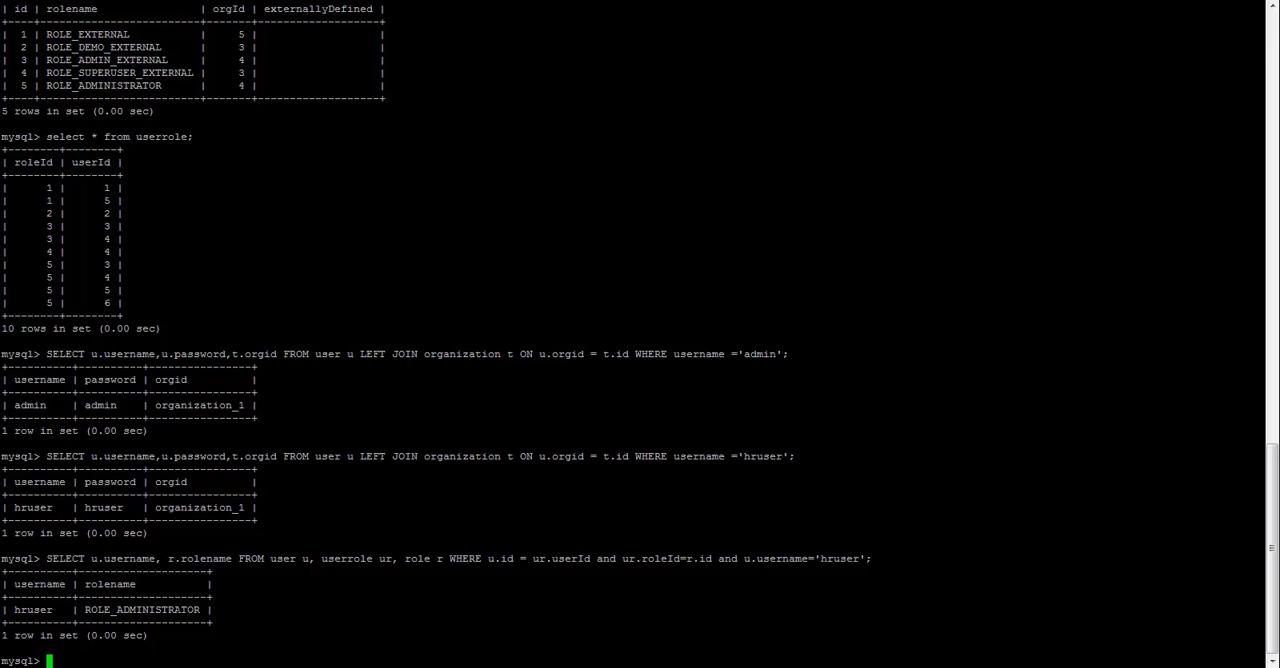 | id | rolename               | orgId | externallyDefined |
+----+------------------------+-------+-------------------+
|  1 | ROLE_EXTERNAL          |     5 |                   |
|  2 | ROLE_DEMO_EXTERNAL     |     3 |                   |
|  3 | ROLE_ADMIN_EXTERNAL    |     4 |                   |
|  4 | ROLE_SUPERUSER_EXTERNAL |     3 |                   |
|  5 | ROLE_ADMINISTRATOR     |     4 |                   |
+----+------------------------+-------+-------------------+
5 rows in set (0.00 sec)
mysql> select * from userrole;
+--------+--------+
| roleId | userId |
+--------+--------+
|      1 |      1 |
|      1 |      5 |
|      2 |      2 |
|      3 |      3 |
|      3 |      4 |
|      4 |      4 |
|      5 |      3 |
|      5 |      4 |
|      5 |      5 |
|      5 |      6 |
+--------+--------+
10 rows in set (0.00 sec)
mysql> SELECT u.username,u.password,t.orgid FROM user u LEFT JOIN organization t ON u.orgid = t.id WHERE username ='admin';
+----------+----------+----------------+
| username | password | orgid          |
+----------+----------+----------------+
| admin    | admin    | organization_1 |
+----------+----------+----------------+
1 row in set (0.00 sec)
mysql> SELECT u.username,u.password,t.orgid FROM user u LEFT JOIN organization t ON u.orgid = t.id WHERE username ='hruser';
+----------+----------+----------------+
| username | password | orgid          |
+----------+----------+----------------+
| hruser   | hruser   | organization_1 |
+----------+----------+----------------+
1 row in set (0.00 sec)
mysql> SELECT u.username, r.rolename FROM user u, userrole ur, role r WHERE u.id = ur.userId and ur.roleId=r.id and u.username='hruser';
+----------+--------------------+
| username | rolename           |
+----------+--------------------+
| hruser   | ROLE_ADMINISTRATOR |
+----------+--------------------+
1 row in set (0.00 sec)
mysql>